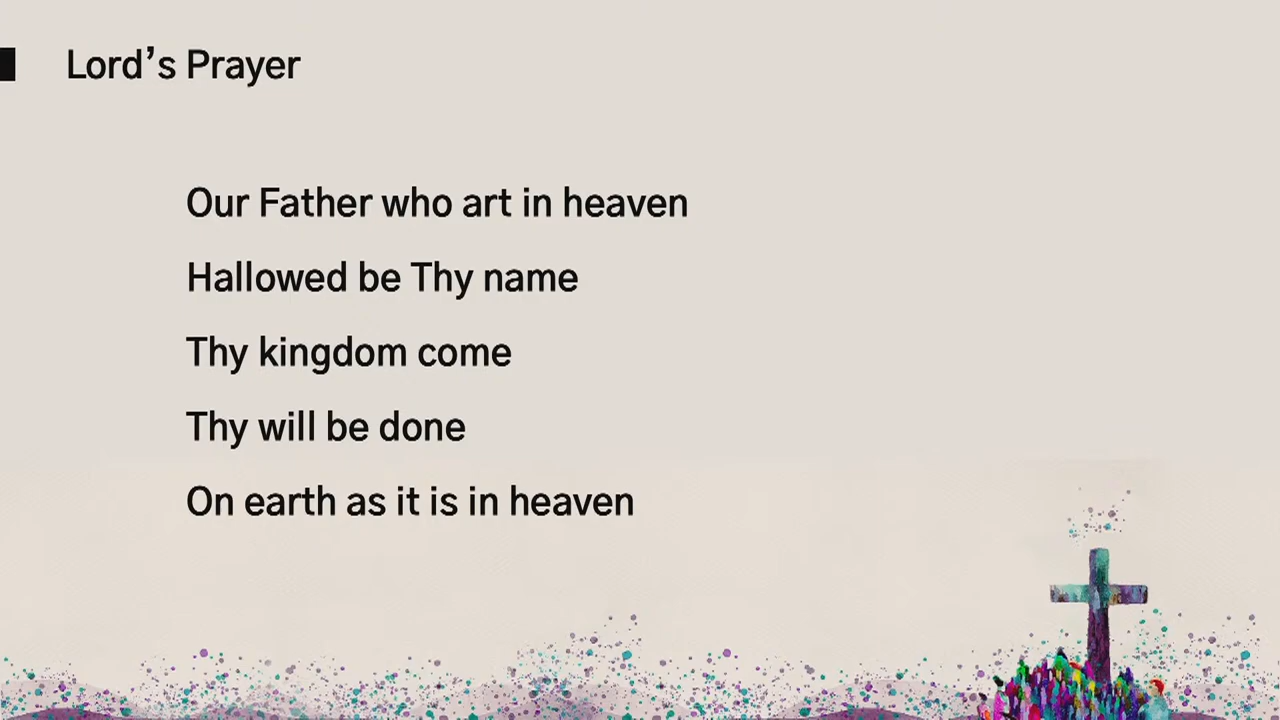 Lord’s Prayer
Our Father who art in heaven
Hallowed be Thy name
Thy kingdom come
Thy will be done
On earth as it is in heaven